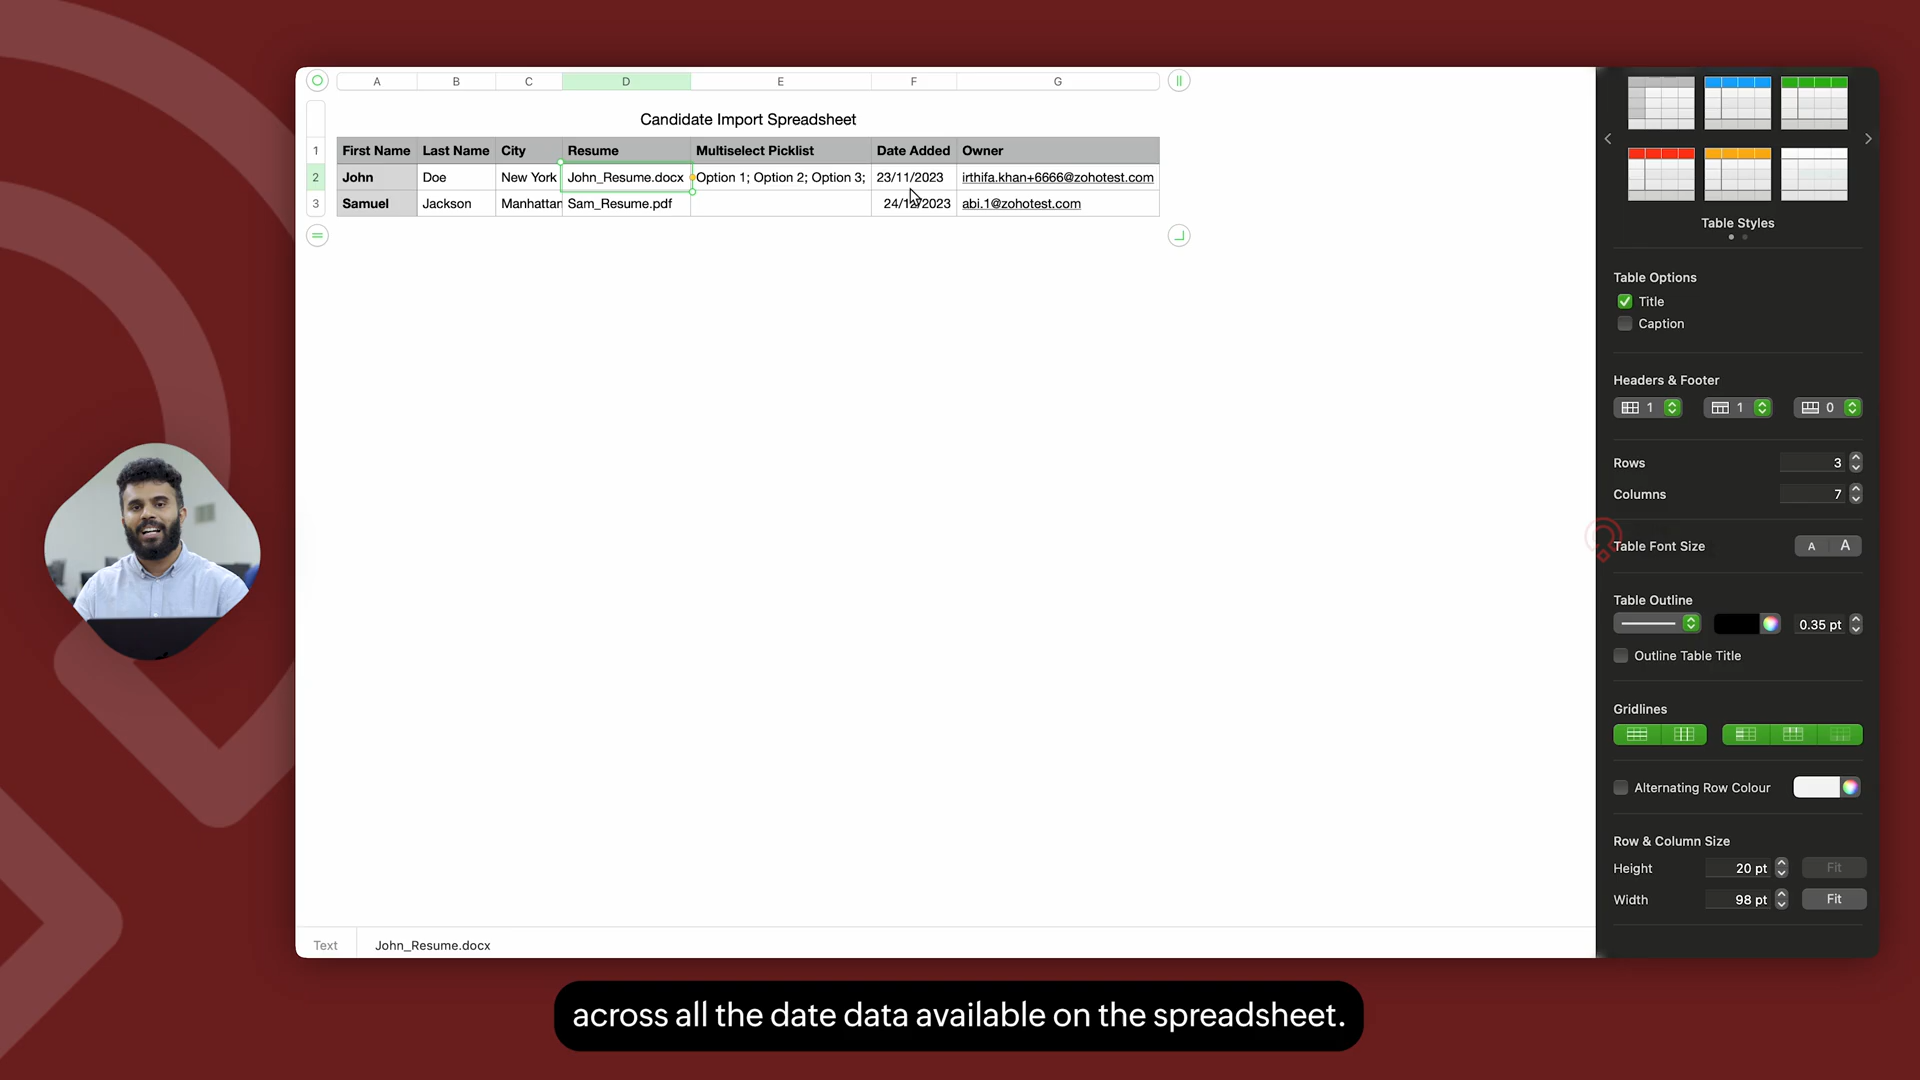 A B C D E F G
Candidate Import Spreadsheet
1 First Name Last Name City Resume Multiselect Picklist Date Added Owner
2 John Doe New York John_Resume.docx Option 1; Option 2; Option 3; 23/11/2023 irthifa.khan+6666@zohotest.com
3 Samuel Jackson Manhattan Sam_Resume.pdf 24/12/2023 abi.1@zohotest.com
Table Styles
Table Options
Title
Caption
Headers & Footer
1 1 0
Rows 3
Columns 7
Table Font Size A A
Table Outline
0.35 pt
Outline Table Title
Gridlines
Alternating Row Colour
Row & Column Size
Height 20 pt Fit
Width 98 pt Fit
Text John_Resume.docx
across all the date data available on the spreadsheet.